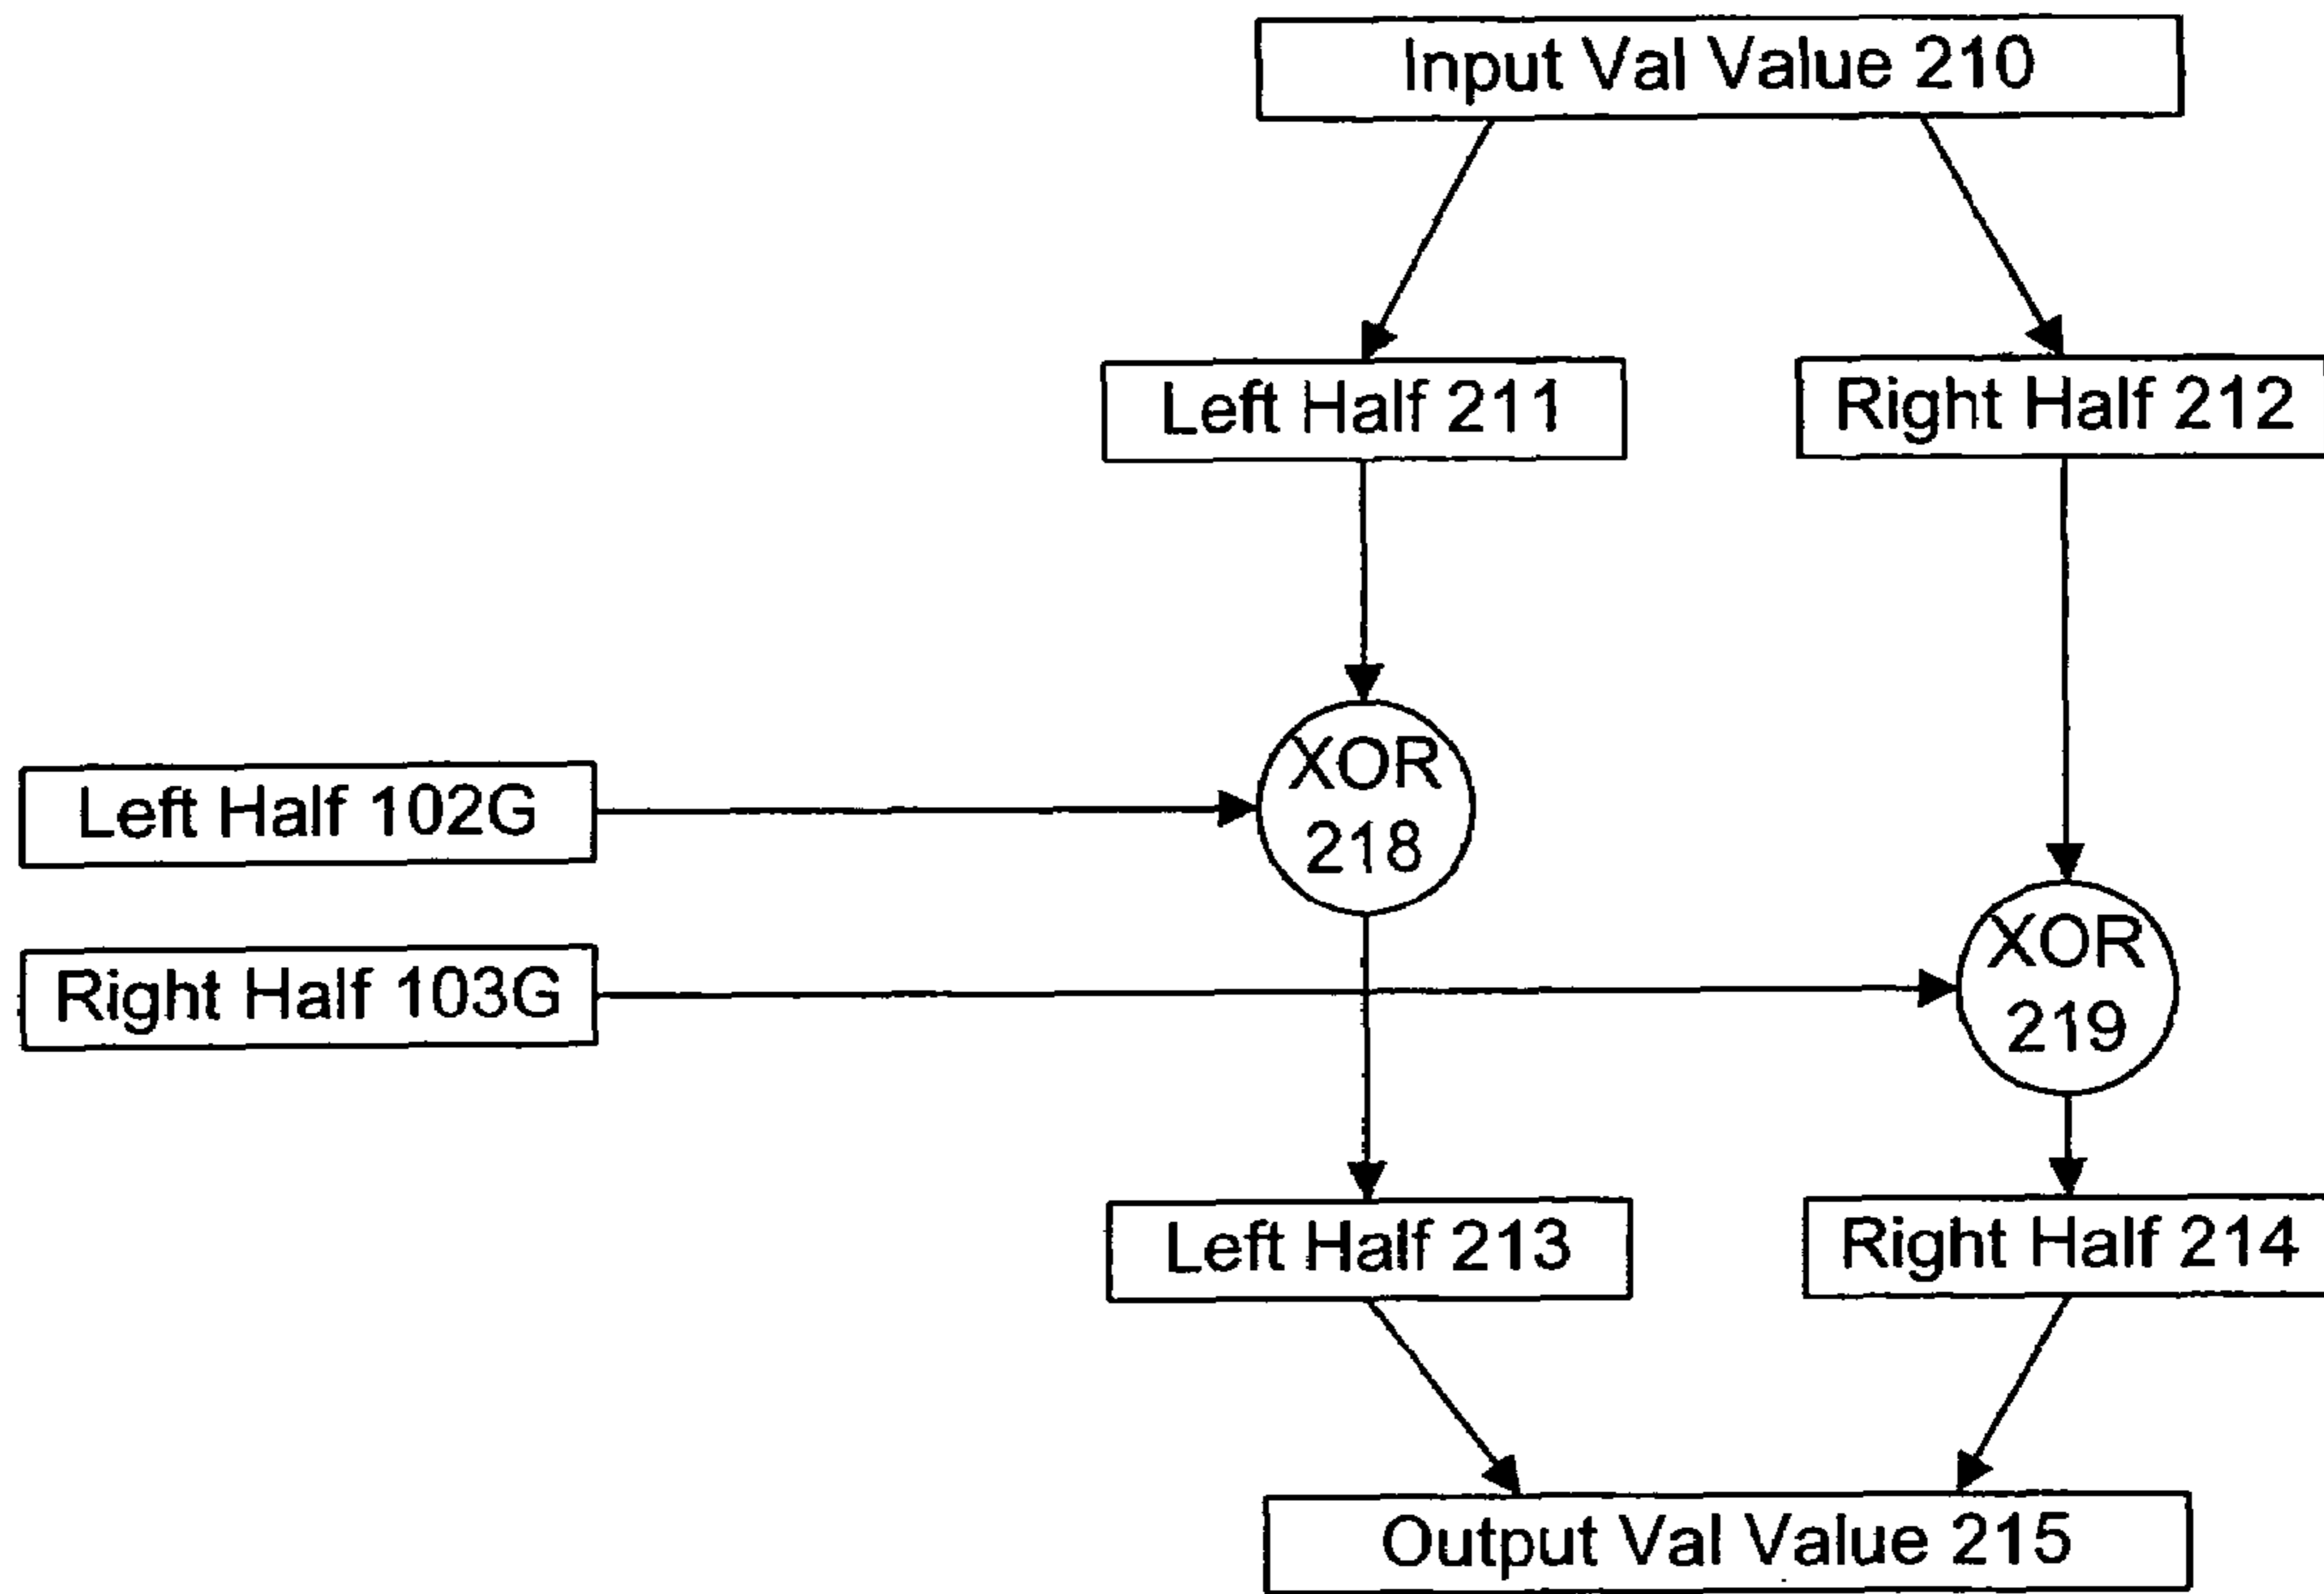 Input Val Value 210
Left Half 211
Right Half 212
XOR
218
Left Half 102G
XOR
219
Right Half 103G
Left Half 213
Right Half 214
Output Val Value 215